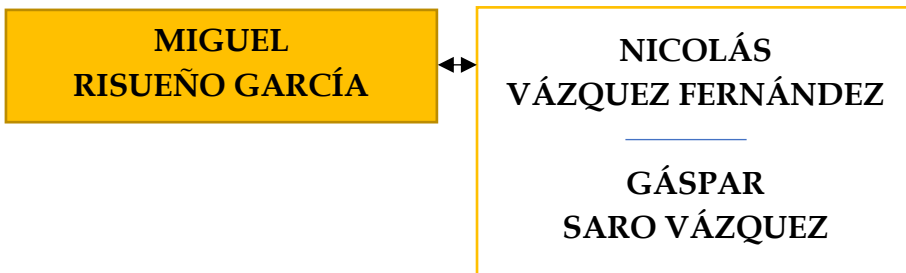 MIGUEL
RISUEÑO GARCÍA
NICOLÁS
VÁZQUEZ FERNÁNDEZ
GÁSPAR
SARO VÁZQUEZ